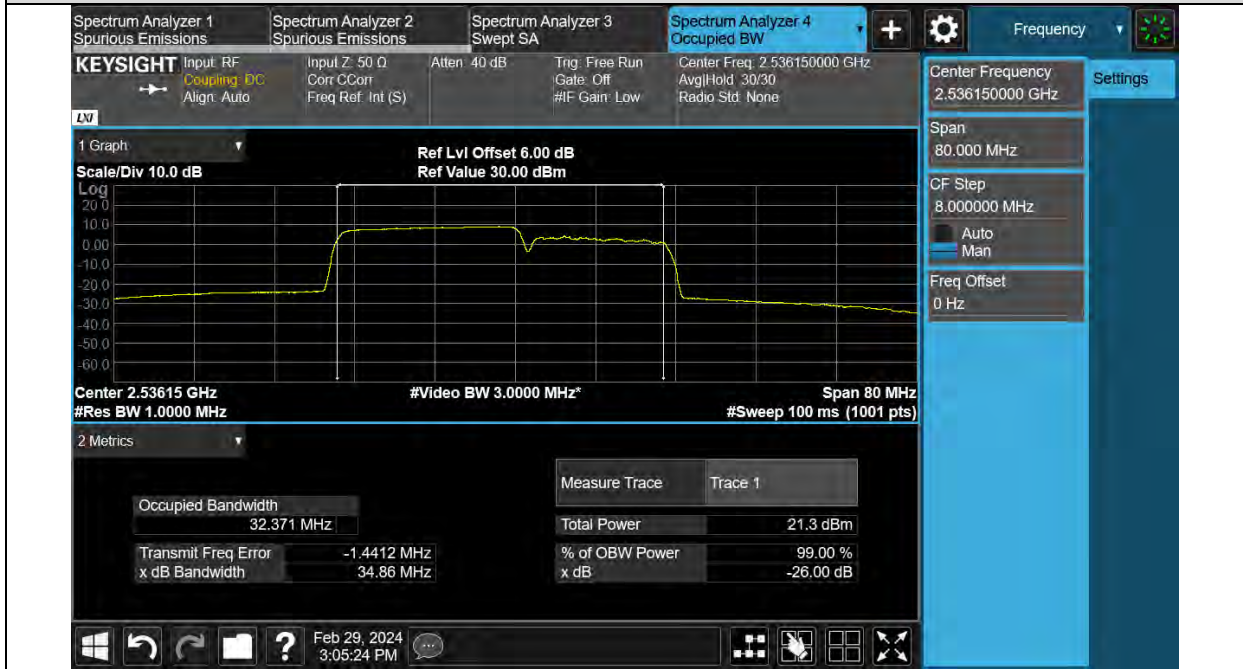 Spectrum Analyzer 1 Spectrum Analyzer 2 Spectrum Analyzer 3 Spectrum Analyzer 4 + Frequency
Spurious Emissions Spurious Emissions Swept SA Occupied BW
KEYSIGHT Input: RF Input Z: 50 Ω Atten: 40 dB Trig: Free Run Center Freq: 2.536150000 GHz
Coupling: DC Corr CCorr Gate: Off Avg|Hold: 30/30
Align: Auto Freq Ref: Int (S) #IF Gain: Low Radio Std: None
LXI
Center Frequency Settings
2.536150000 GHz
Span
80.000 MHz
CF Step
8.000000 MHz
Auto
Man
Freq Offset
0 Hz
1 Graph
Ref Lvl Offset 6.00 dB
Scale/Div 10.0 dB Ref Value 30.00 dBm
Log
20.0
10.0
0.00
-10.0
-20.0
-30.0
-40.0
-50.0
-60.0
Center 2.53615 GHz #Video BW 3.0000 MHz* Span 80 MHz
#Res BW 1.0000 MHz #Sweep 100 ms (1001 pts)
2 Metrics
Measure Trace Trace 1
Occupied Bandwidth
32.371 MHz Total Power 21.3 dBm
Transmit Freq Error -1.4412 MHz % of OBW Power 99.00 %
x dB Bandwidth 34.86 MHz x dB -26.00 dB
? Feb 29, 2024
3:05:24 PM